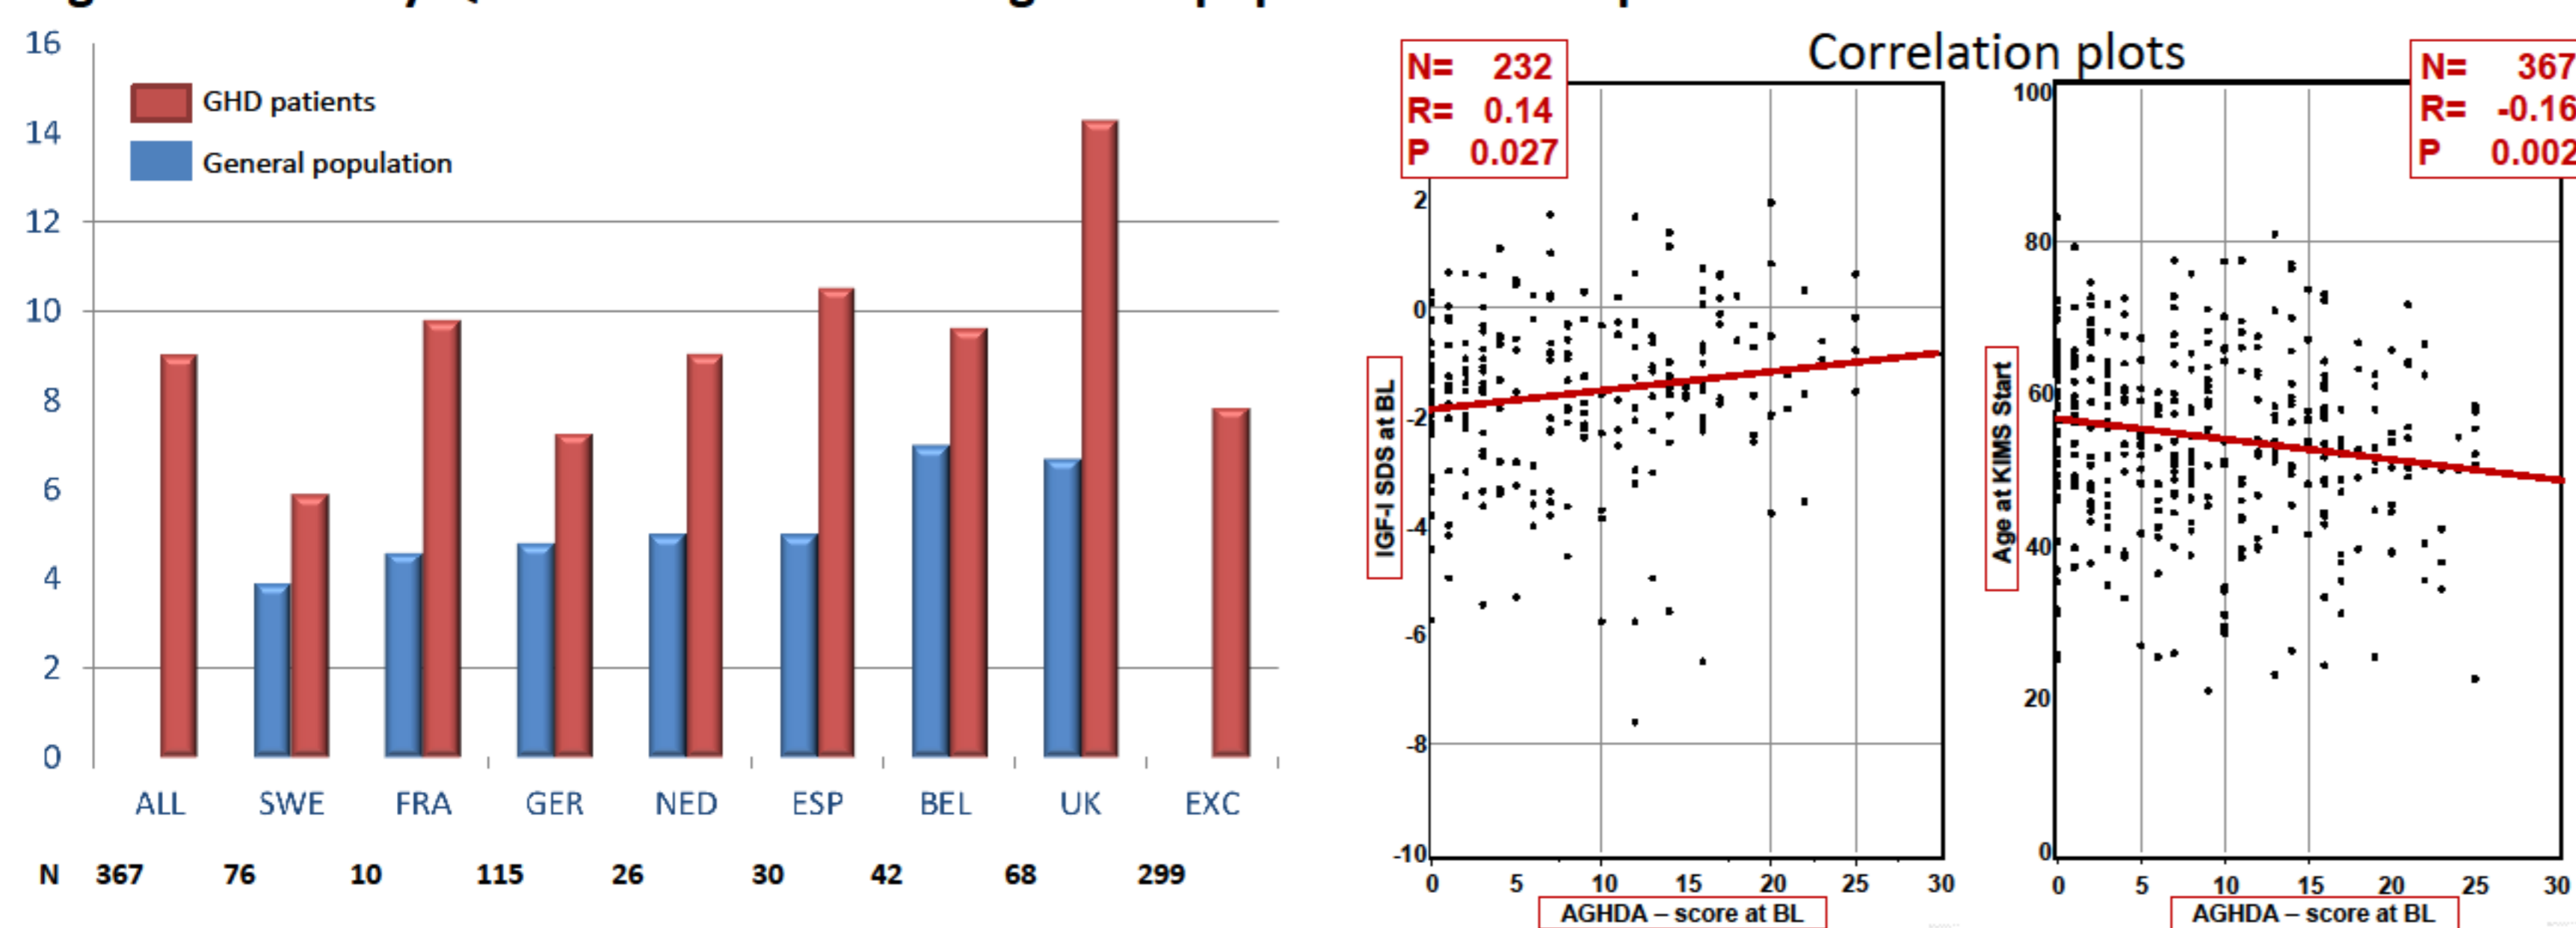 16
14
12
10
8
6
4
2
0
GHD patients
General population
ALL SWE FRA GER NED ESP BEL UK EXC
N 367 76 10 115 26 30 42 68 299
Correlation plots
N= 232
R= 0.14
P 0.027
2
0
-2
-4
-6
-8
-10
IGF-I SDS at BL
0 5 10 15 20 25 30
AGHDA – score at BL
N= 367
R= -0.16
P 0.002
100
80
60
40
20
0
Age at KIMS Start
0 5 10 15 20 25 30
AGHDA – score at BL